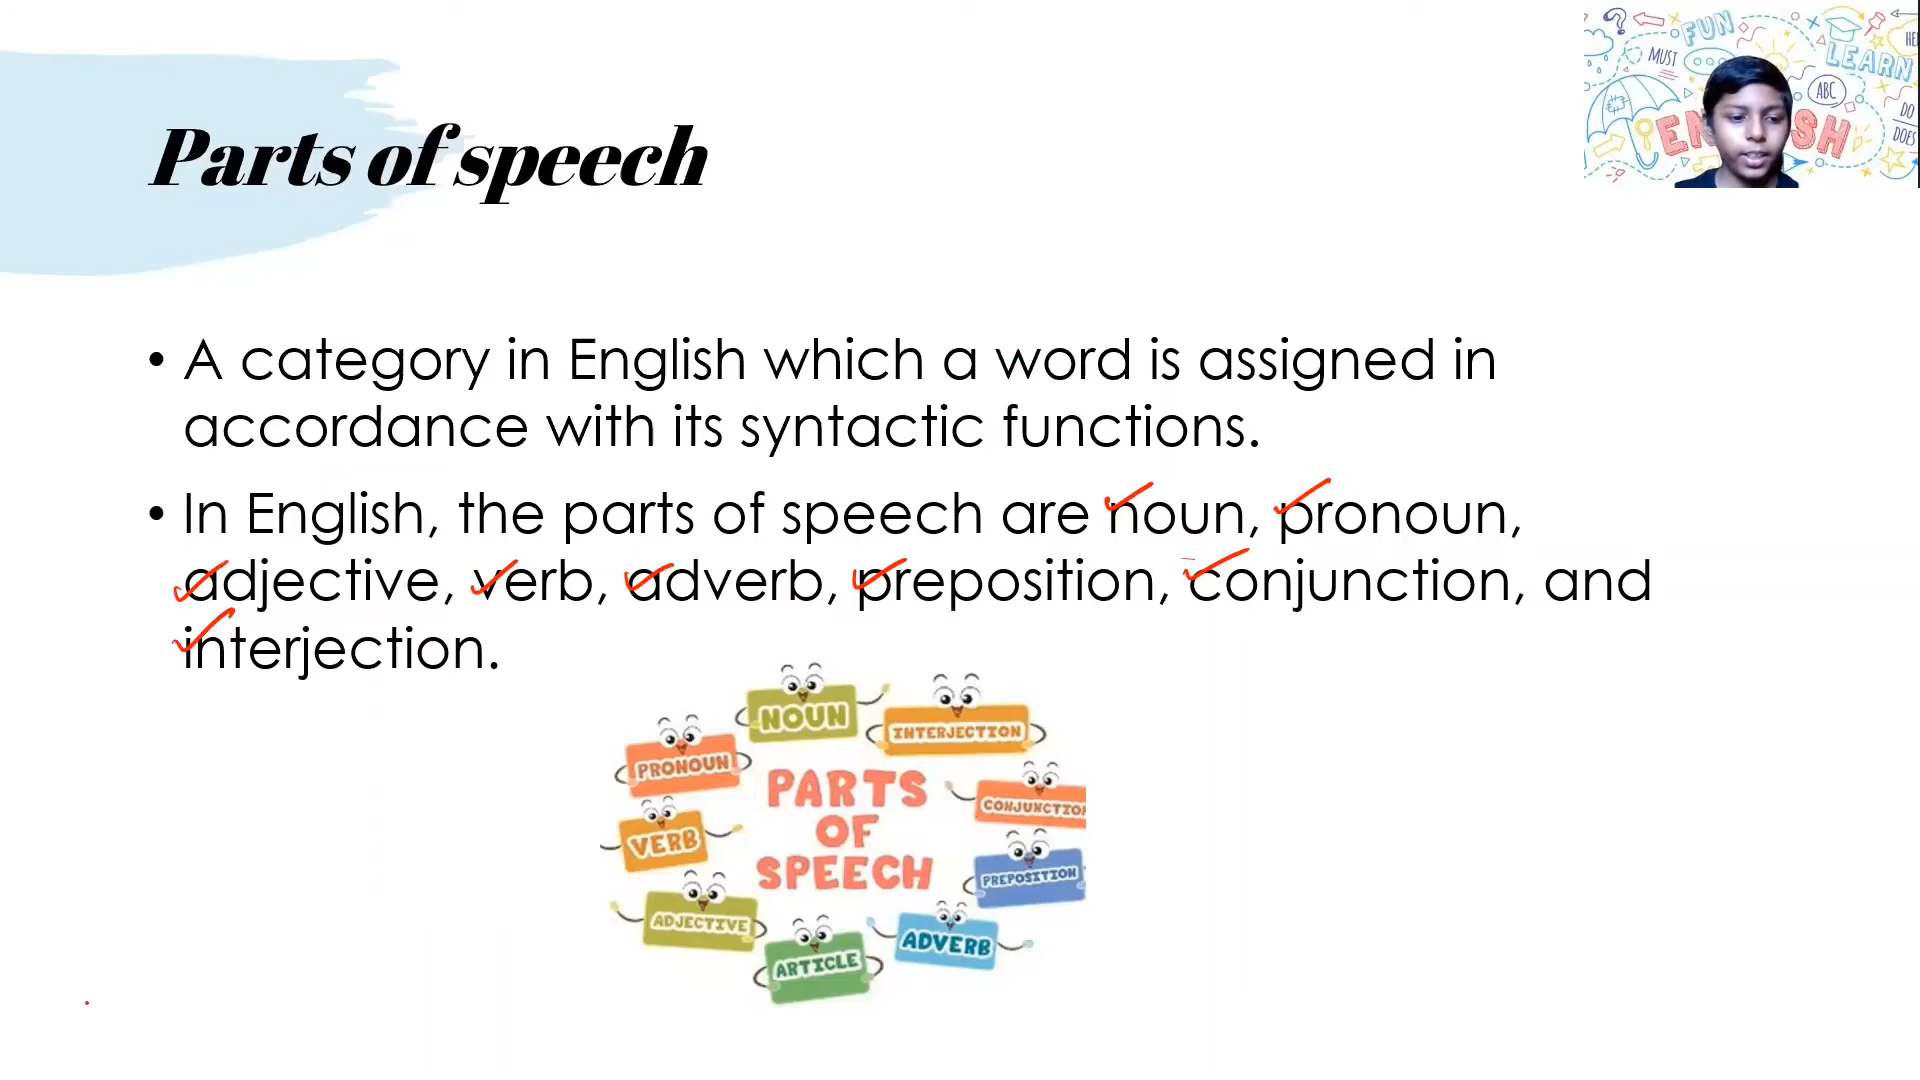 Parts of speech
FUN
MUST
LEARN
ABC
DO
DOES
SH
• A category in English which a word is assigned in
accordance with its syntactic functions.
• In English, the parts of speech are noun, pronoun,
adjective, verb, adverb, preposition, conjunction, and
interjection.
NOUN
INTERJECTION
PRONOUN
PARTS
OF
SPEECH
CONJUNCTION
VERB
PREPOSITION
ADJECTIVE
ADVERB
ARTICLE